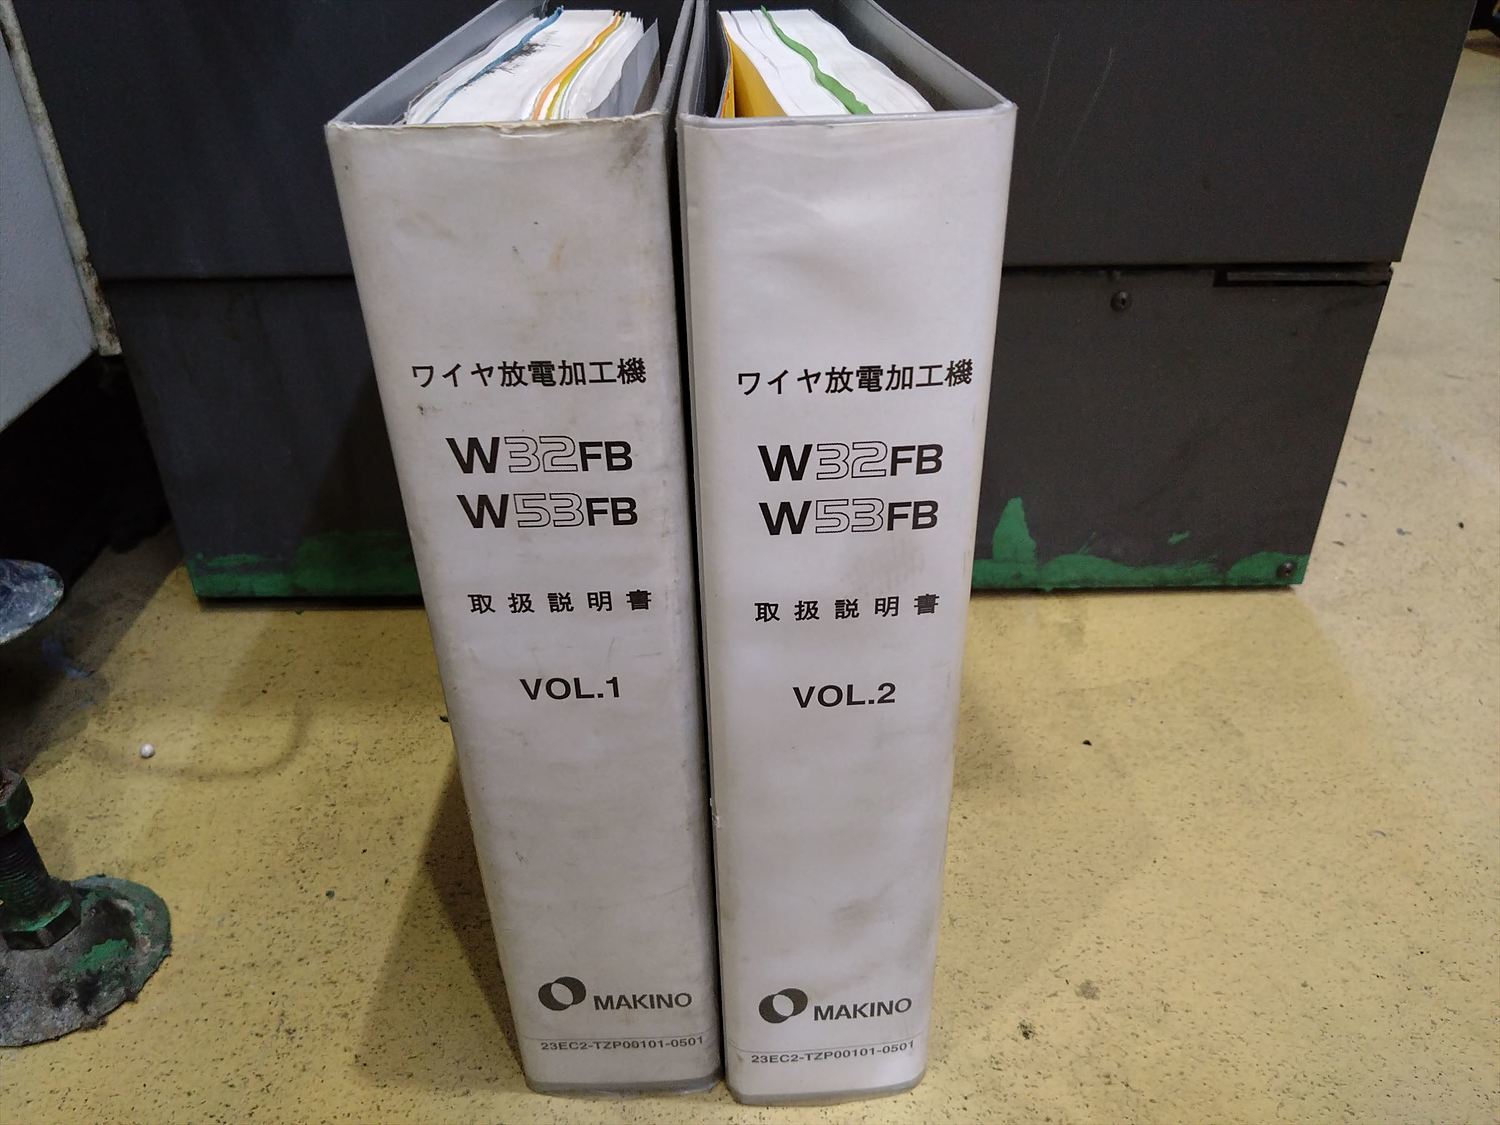 ワイヤ放電加工機
W32FB
W53FB
取扱説明書
VOL.1
MAKINO
23EC2-TZP00101-0501
ワイヤ放電加工機
W32FB
W53FB
取扱説明書
VOL.2
MAKINO
23EC2-TZP00101-0501